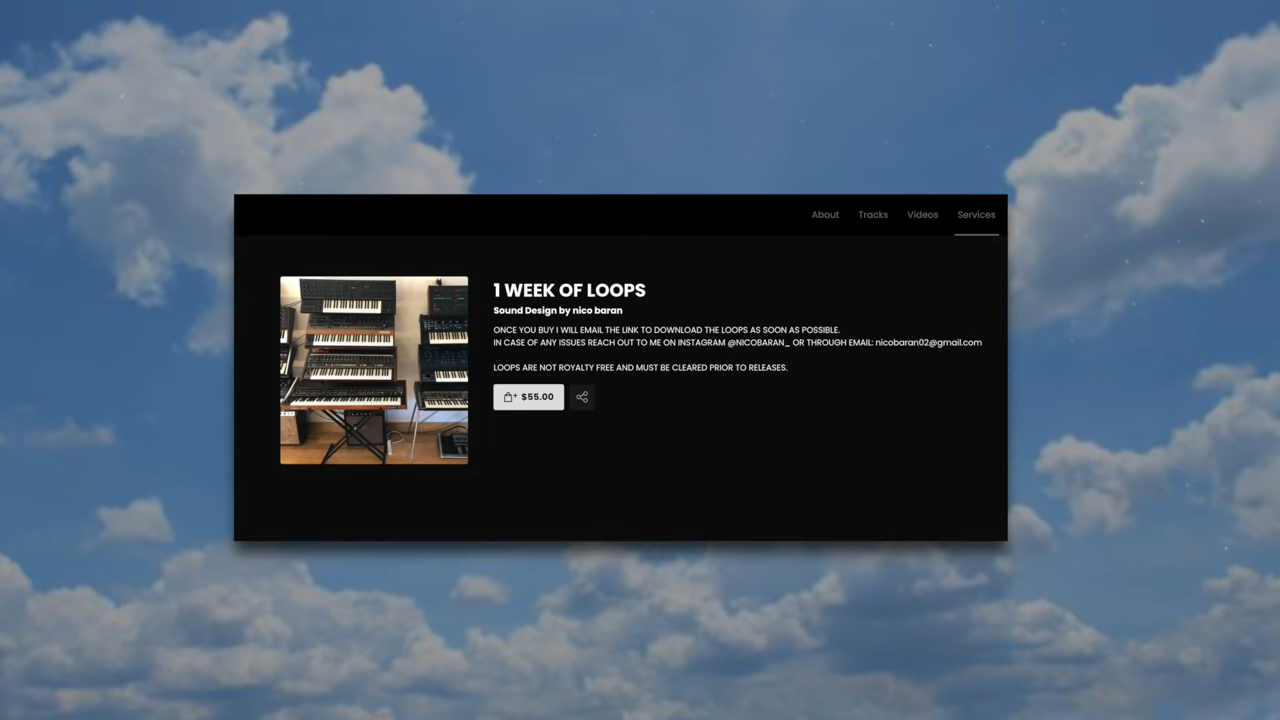 About Tracks Videos Services
1 WEEK OF LOOPS
Sound Design by nico baran
ONCE YOU BUY I WILL EMAIL THE LINK TO DOWNLOAD THE LOOPS AS SOON AS POSSIBLE.
IN CASE OF ANY ISSUES REACH OUT TO ME ON INSTAGRAM @NICOBARAN_ OR THROUGH EMAIL: nicobaran02@gmail.com
LOOPS ARE NOT ROYALTY FREE AND MUST BE CLEARED PRIOR TO RELEASES.
$55.00